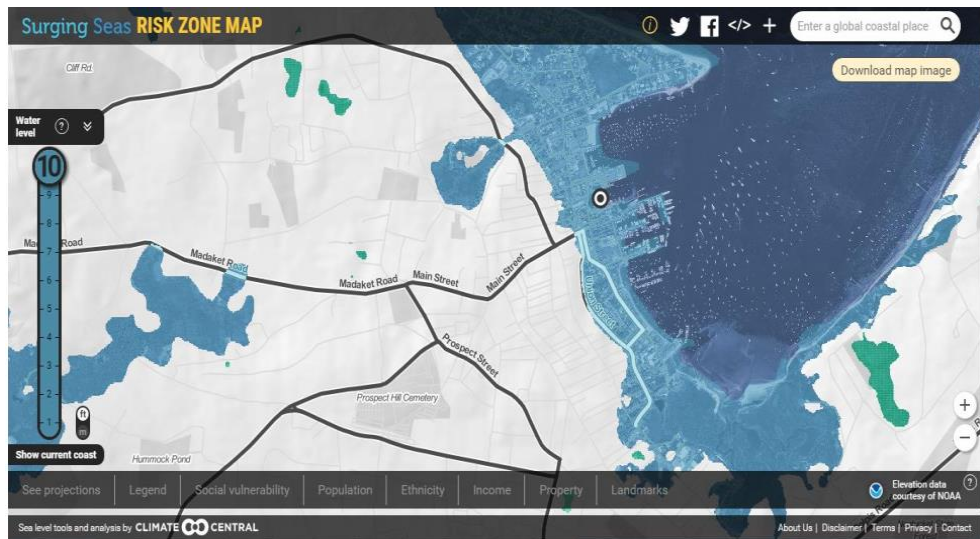 Surging Seas RISK ZONE MAP
i
</>
+
Enter a global coastal place
Download map image
Cliff Rd.
Water level ?
10
9
8
7
6
5
4
3
2
1
ft
m
Show current coast
Madaket Road
Madaket Road
Main Street
Main Street
Union Street
Prospect Street
Prospect Hill Cemetery
Hummock Pond
+
−
See projections
Legend
Social vulnerability
Population
Ethnicity
Income
Property
Landmarks
Elevation data
courtesy of NOAA
?
Sea level tools and analysis by CLIMATE CENTRAL
About Us | Disclaimer | Terms | Privacy | Contact